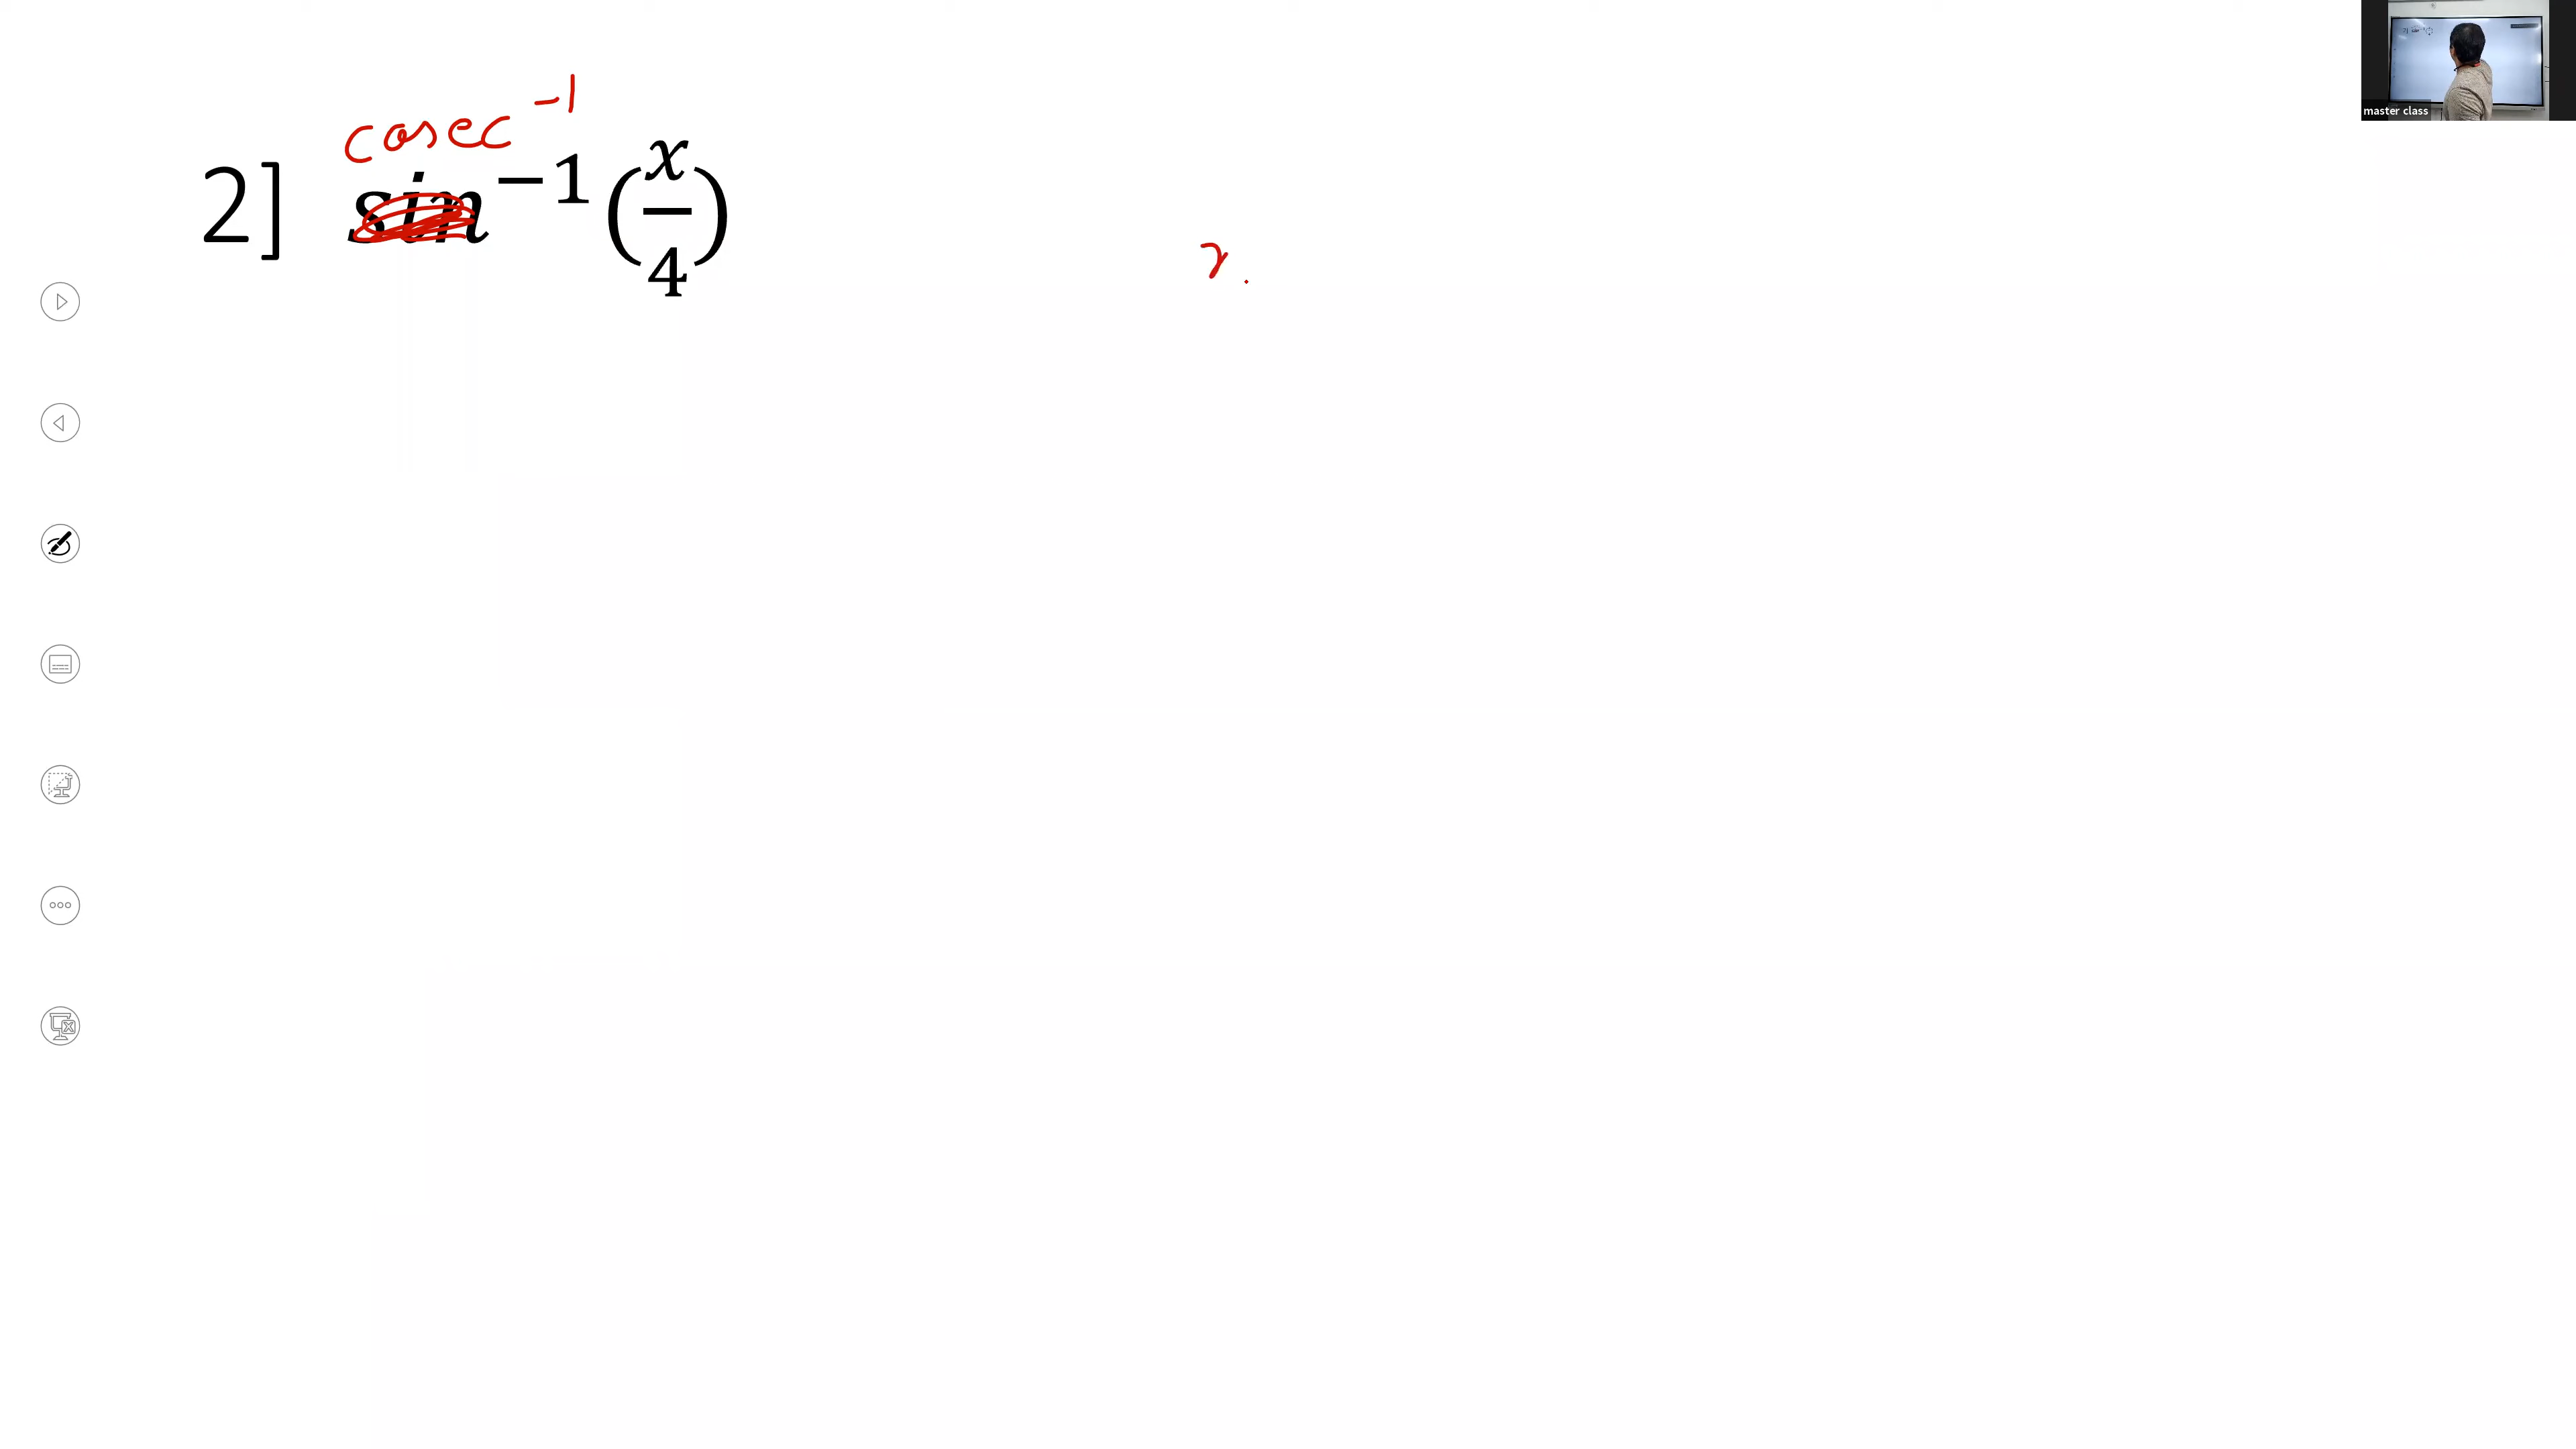 cosec⁻¹
2] sin⁻¹(x/4)
master class